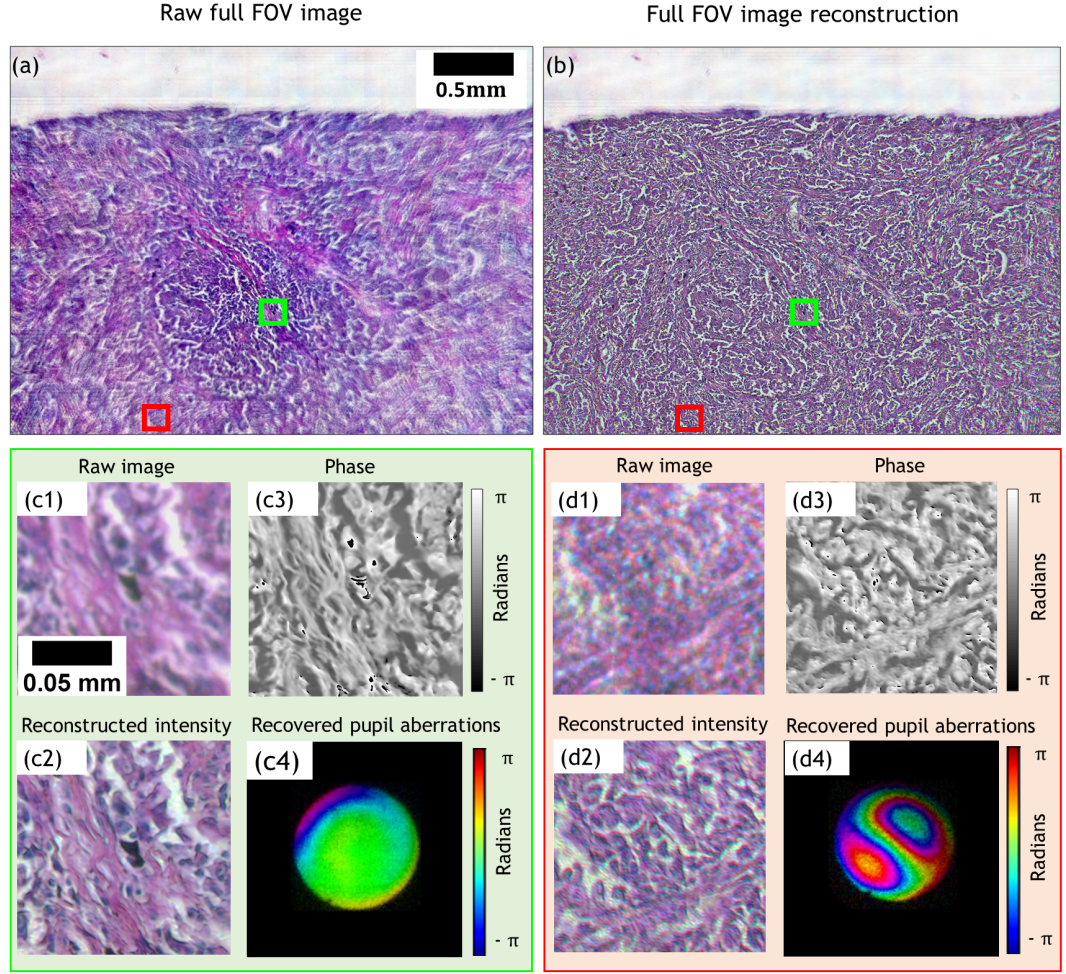 Raw full FOV image
Full FOV image reconstruction
(a)
0.5mm
(b)
Raw image
Phase
(c1)
(c3)
π
Radians
- π
0.05 mm
Reconstructed intensity
Recovered pupil aberrations
(c2)
(c4)
π
Radians
- π
Raw image
Phase
(d1)
(d3)
π
Radians
- π
Reconstructed intensity
Recovered pupil aberrations
(d2)
(d4)
π
Radians
- π